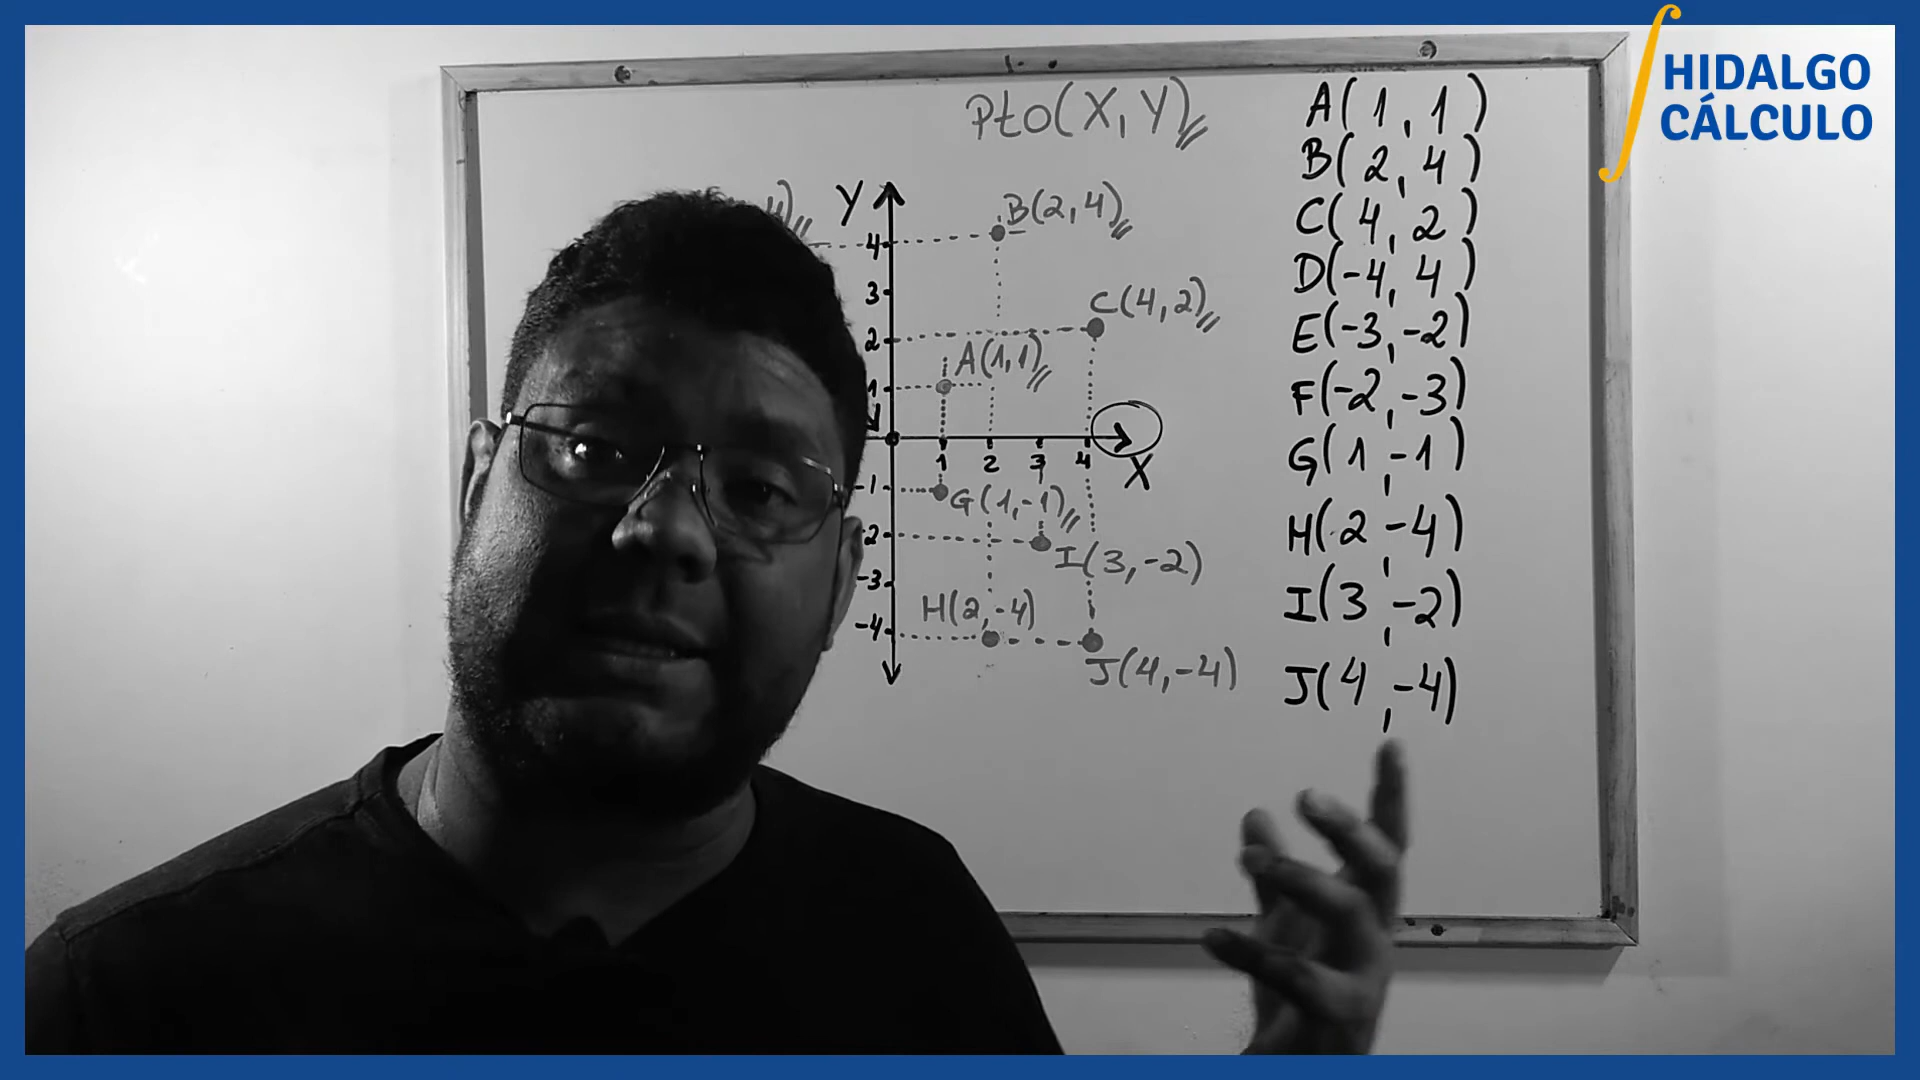 HIDALGO
CÁLCULO
Pto(X,Y)
A(1,1)
B(2,4)
C(4,2)
D(-4,4)
E(-3,-2)
F(-2,-3)
G(1,-1)
H(2,-4)
I(3,-2)
J(4,-4)
Y
B(2,4)
4
3
C(4,2)
2
A(1,1)
1
1 2 3 4
X
-1
G(1,-1)
-2
I(3,-2)
-3
H(2,-4)
-4
J(4,-4)